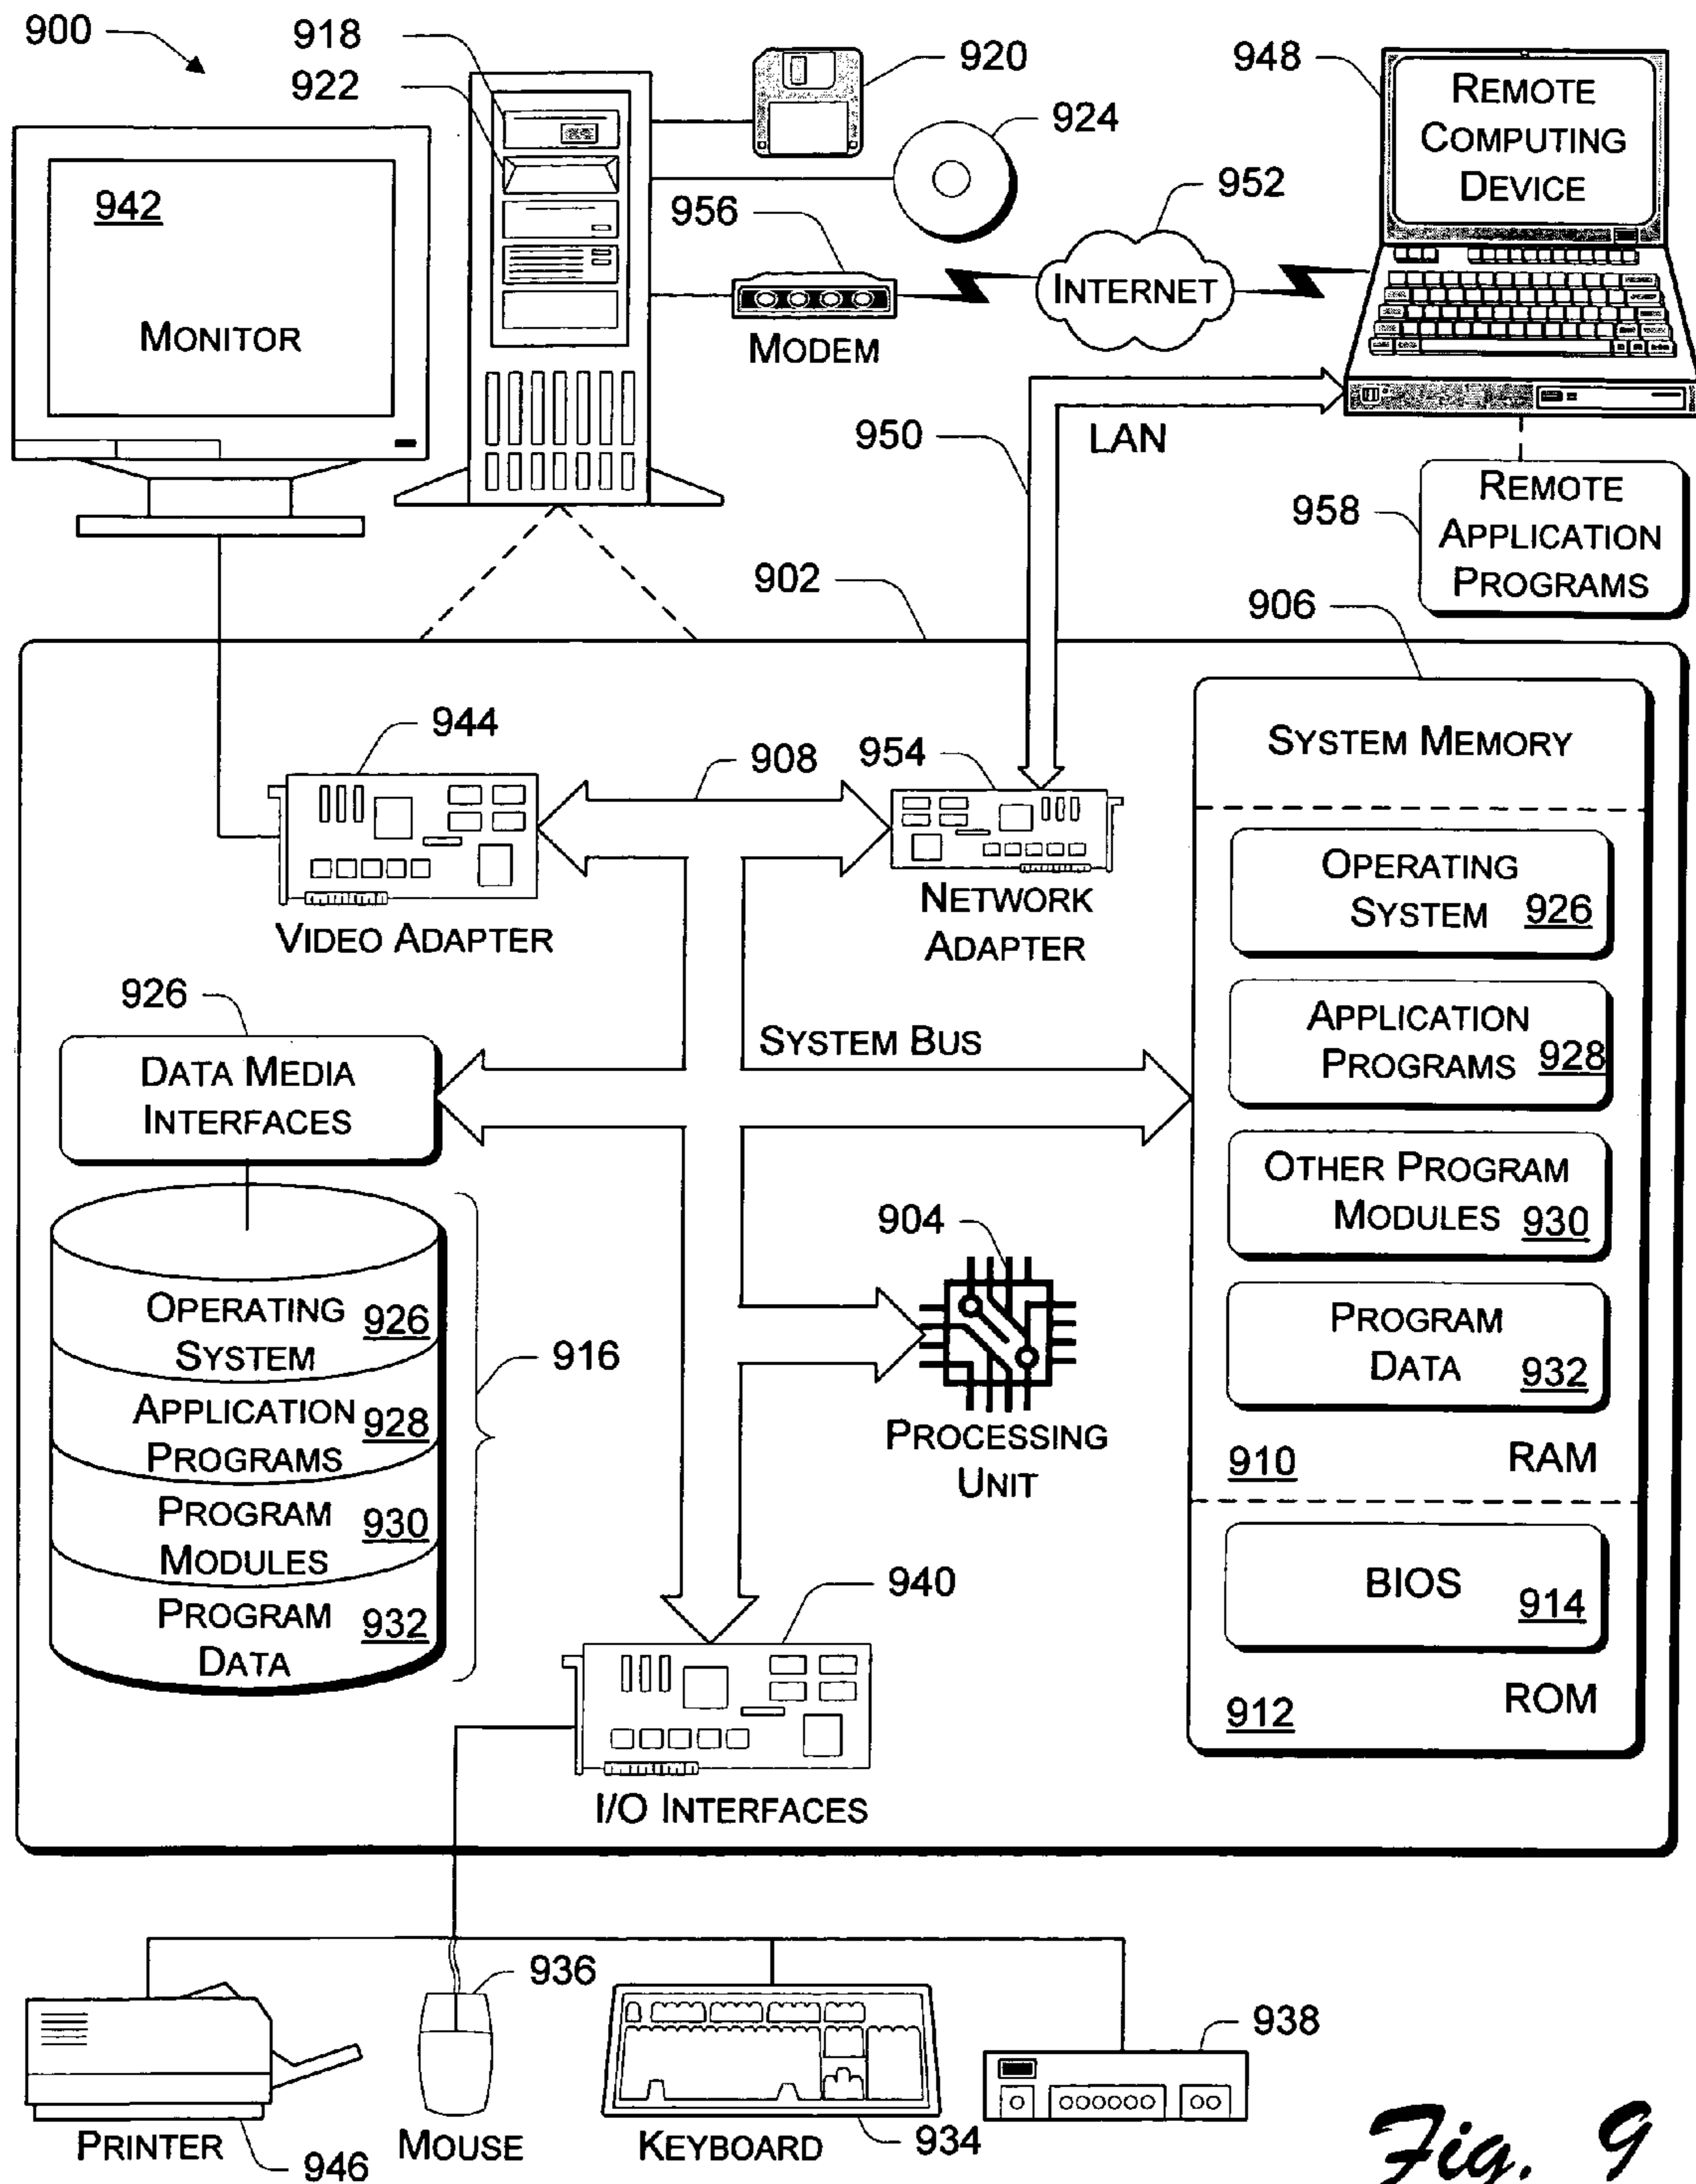 900
918
922
920
924
948
REMOTE
COMPUTING
DEVICE
942
MONITOR
956
MODEM
952
INTERNET
950
LAN
958
REMOTE
APPLICATION
PROGRAMS
902
906
944
VIDEO ADAPTER
908
954
NETWORK
ADAPTER
SYSTEM MEMORY
OPERATING
SYSTEM 926
APPLICATION
PROGRAMS 928
OTHER PROGRAM
MODULES 930
PROGRAM
DATA 932
910 RAM
BIOS 914
912 ROM
926
DATA MEDIA
INTERFACES
SYSTEM BUS
OPERATING
SYSTEM 926
APPLICATION
PROGRAMS 928
PROGRAM
MODULES 930
PROGRAM
DATA 932
916
904
PROCESSING
UNIT
940
I/O INTERFACES
PRINTER
946
936
MOUSE
KEYBOARD
934
938
Fig. 9